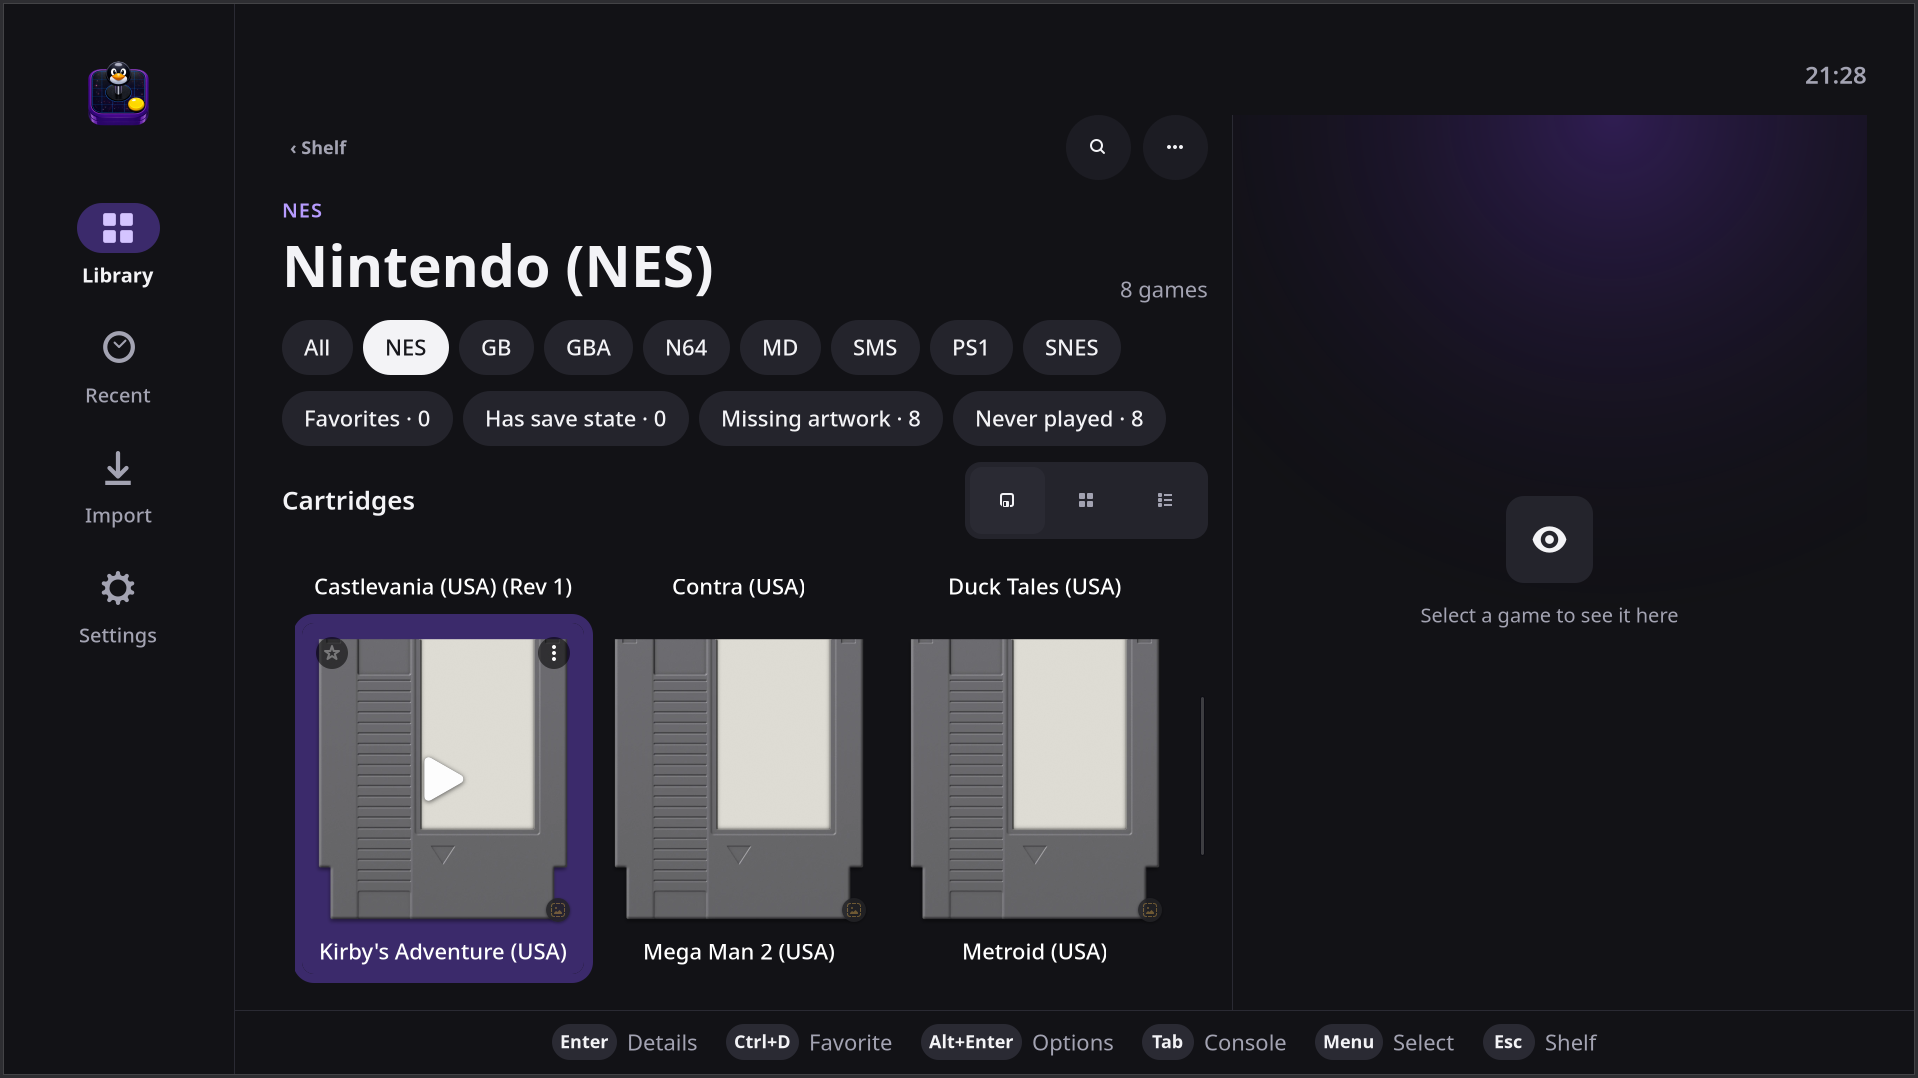 21:28
‹ Shelf
NES
Nintendo (NES)
8 games
All NES GB GBA N64 MD SMS PS1 SNES
Favorites · 0 Has save state · 0 Missing artwork · 8 Never played · 8
Cartridges
Castlevania (USA) (Rev 1) Contra (USA) Duck Tales (USA)
Kirby's Adventure (USA) Mega Man 2 (USA) Metroid (USA)
Library
Recent
Import
Settings
Select a game to see it here
Enter Details Ctrl+D Favorite Alt+Enter Options Tab Console Menu Select Esc Shelf